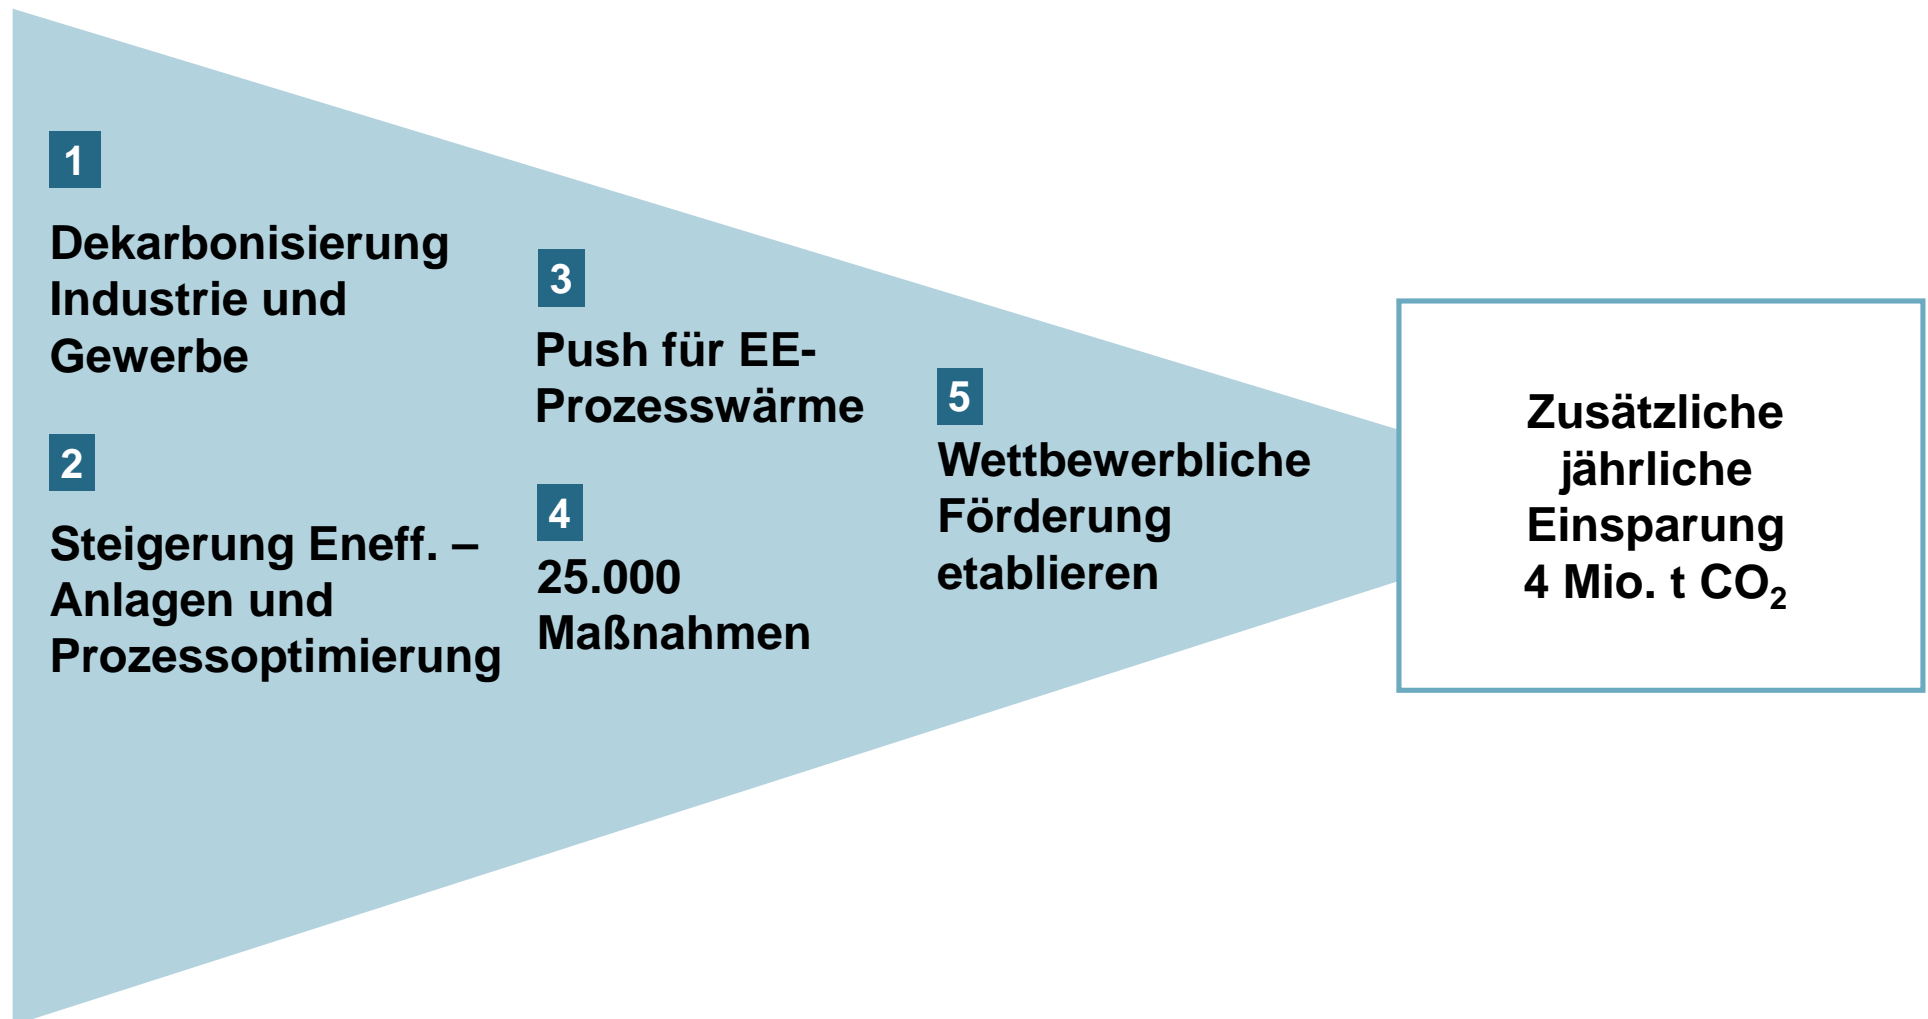 1
Dekarbonisierung
Industrie und
Gewerbe
2
Steigerung Eneff. –
Anlagen und
Prozessoptimierung
3
Push für EE-
Prozesswärme
4
25.000
Maßnahmen
5
Wettbewerbliche
Förderung
etablieren
Zusätzliche
jährliche
Einsparung
4 Mio. t CO₂